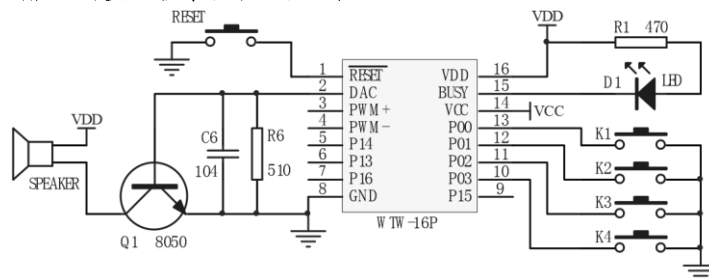 RESET
VDD
R1 470
1 RESET VDD 16
2 DAC BUSY 15
D1 LED
3 PWM+ VCC 14 VCC
4 PWM- P00 13
K1
5 P14 P01 12
K2
6 P13 P02 11
7 P16 P03 10
K3
8 GND P15 9
K4
WTW-16P
VDD
SPEAKER
C6
104
R6
510
Q1 8050